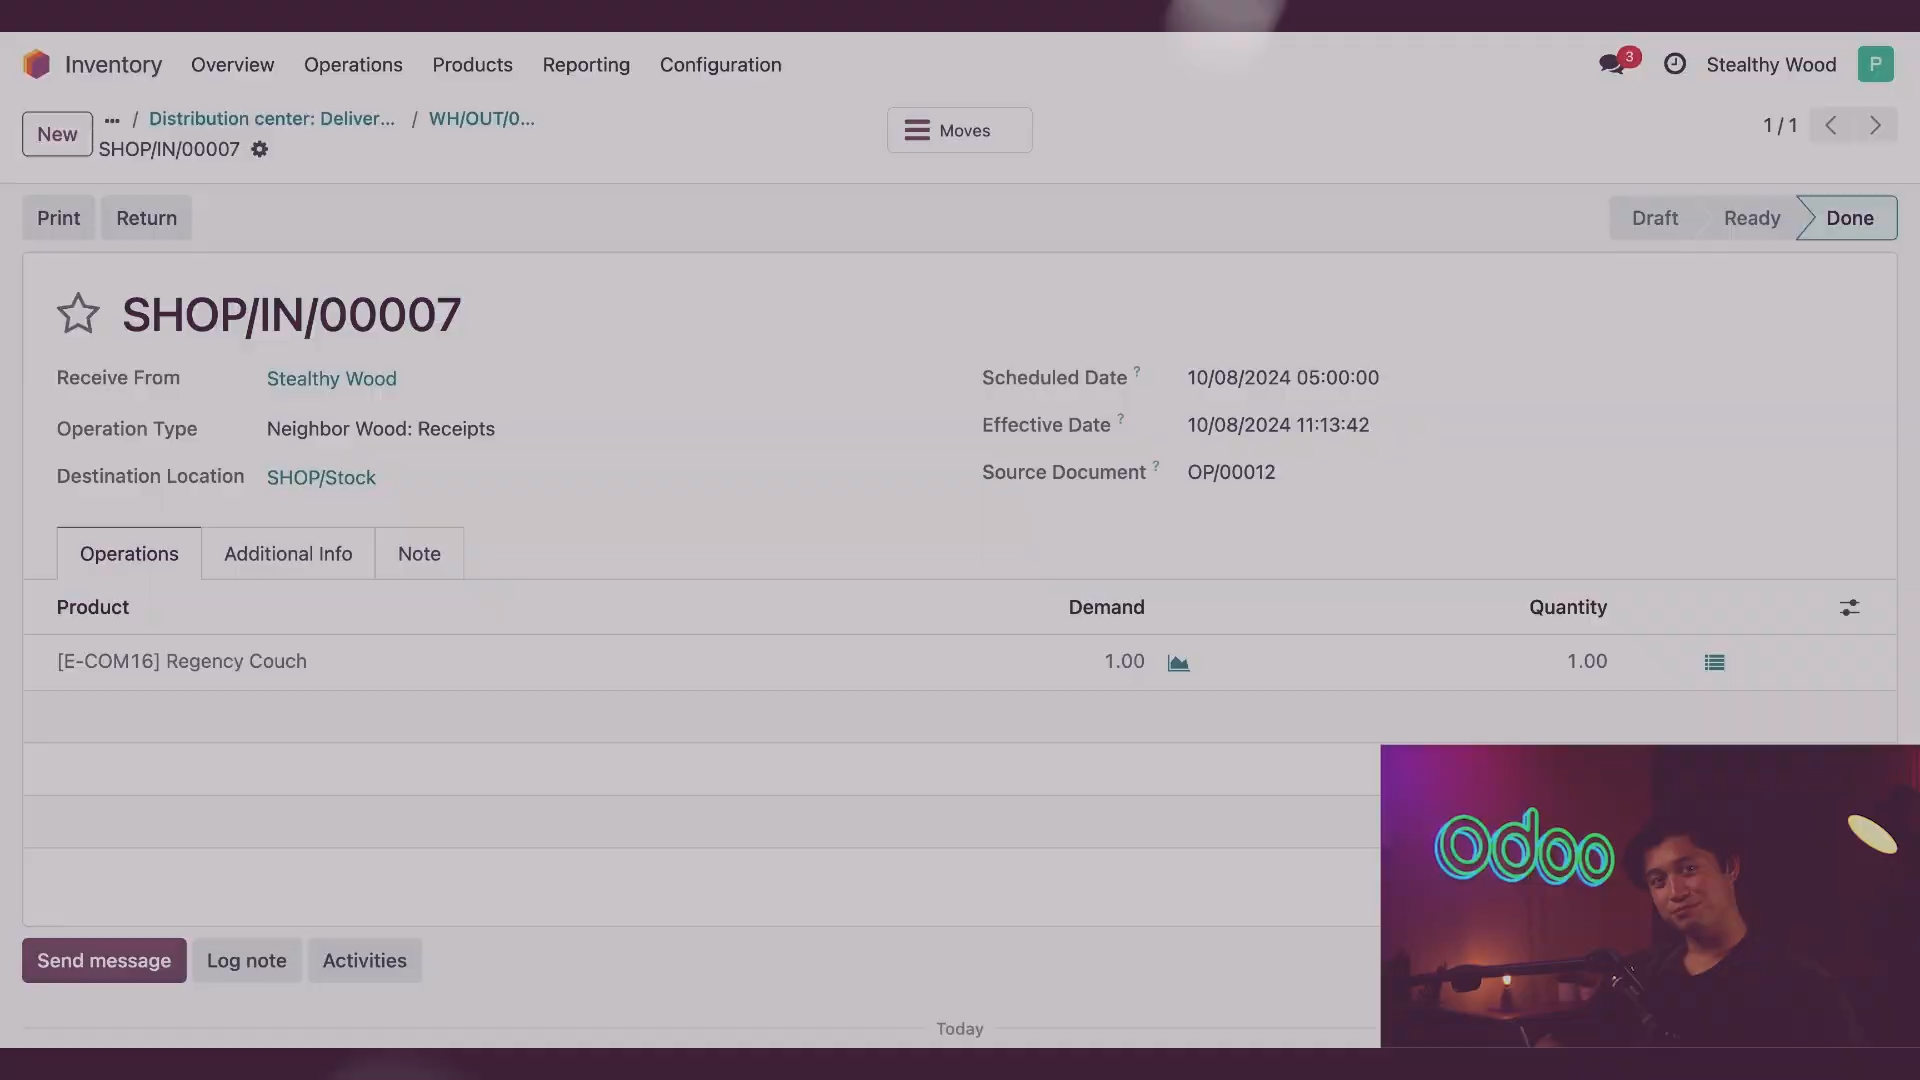 Inventory Overview Operations Products Reporting Configuration 3 Stealthy Wood P
New ... / Distribution center: Deliver... / WH/OUT/0...
SHOP/IN/00007
Moves
1 / 1
Print Return Draft Ready Done
SHOP/IN/00007
Receive From Stealthy Wood
Scheduled Date ? 10/08/2024 05:00:00
Operation Type Neighbor Wood: Receipts
Effective Date ? 10/08/2024 11:13:42
Destination Location SHOP/Stock
Source Document ? OP/00012
Operations Additional Info Note
Product Demand Quantity
[E-COM16] Regency Couch 1.00 1.00
odoo
Send message Log note Activities
Today